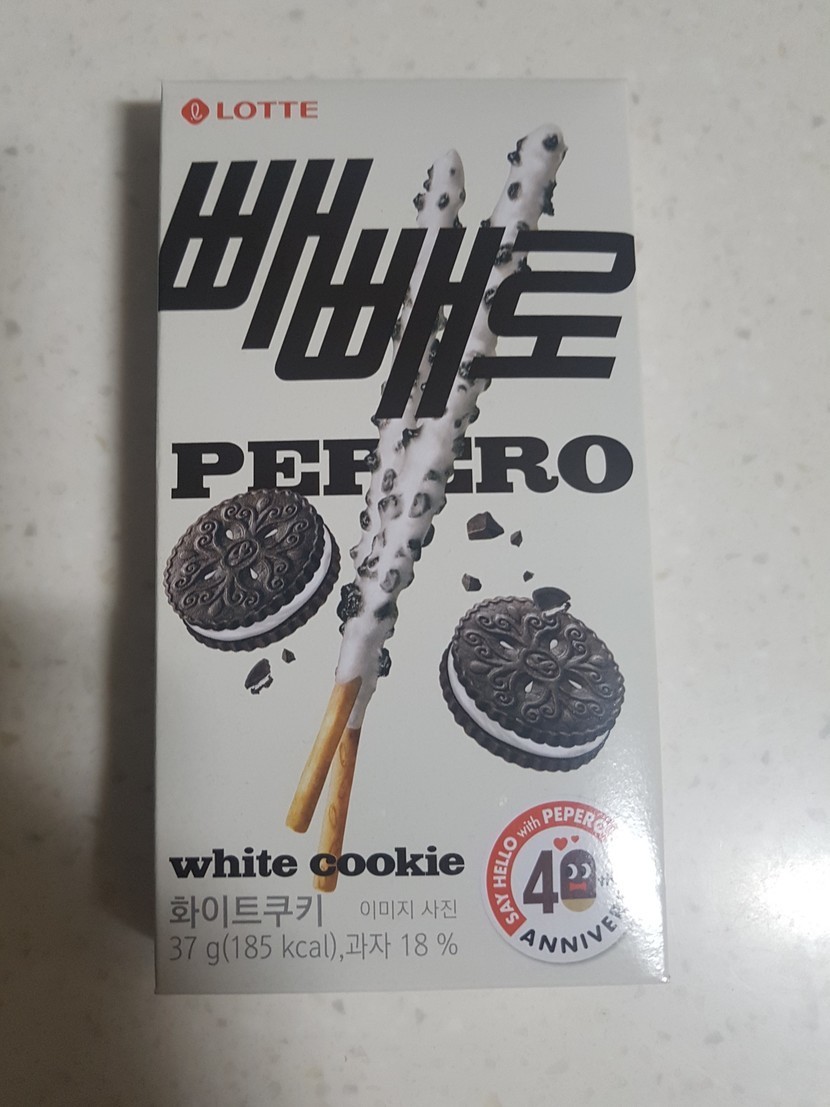 LOTTE
빼빼로
PEPERO
white cookie
화이트쿠키 이미지 사진
37 g(185 kcal),과자 18 %
SAY HELLO with PEPERO
40